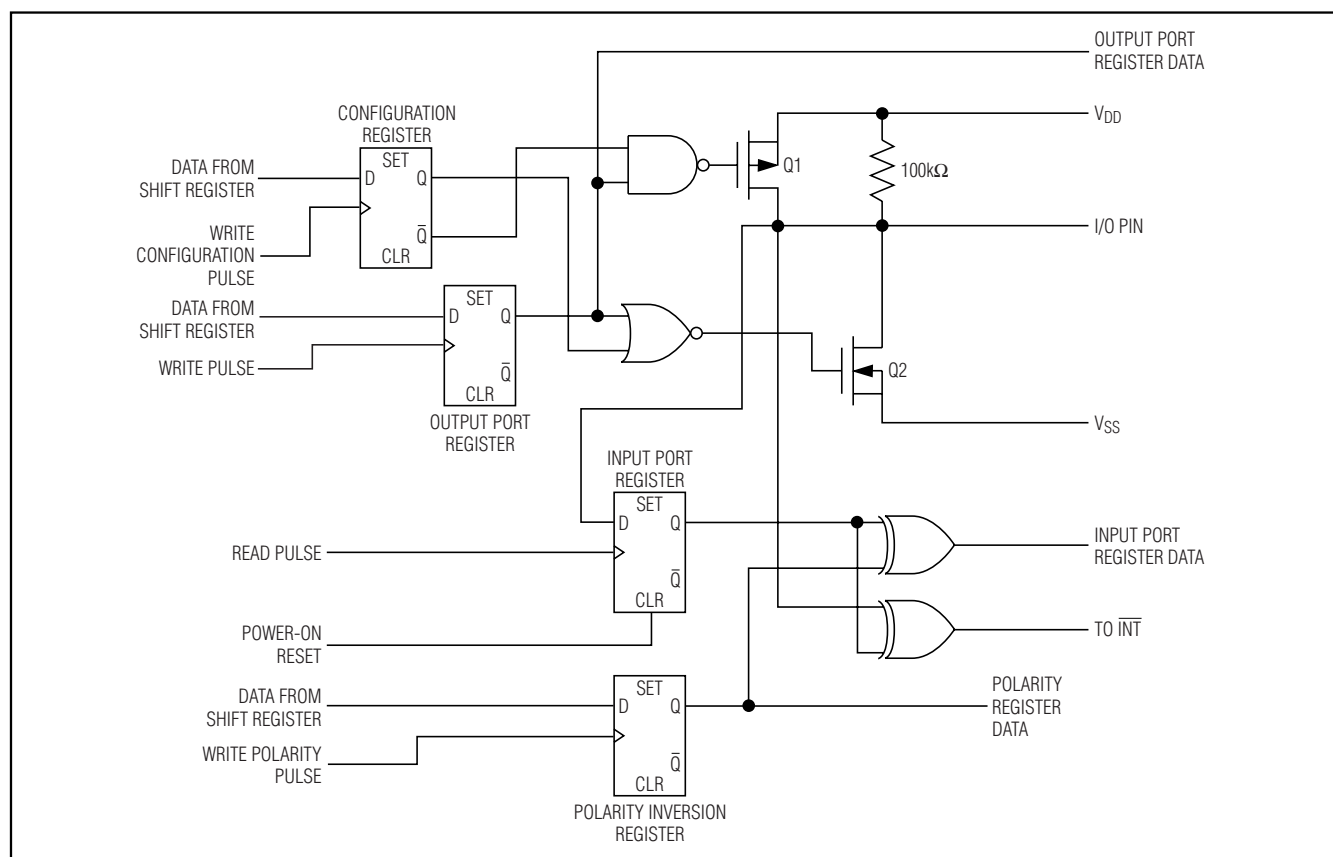 OUTPUT PORT
REGISTER DATA
CONFIGURATION
REGISTER
V_DD
SET
DATA FROM
SHIFT REGISTER
D
Q
Q1
100kΩ
WRITE
CONFIGURATION
PULSE
Q̅
CLR
I/O PIN
DATA FROM
SHIFT REGISTER
SET
D
Q
WRITE PULSE
Q̅
CLR
Q2
OUTPUT PORT
REGISTER
V_SS
INPUT PORT
REGISTER
SET
D
Q
READ PULSE
Q̅
CLR
INPUT PORT
REGISTER DATA
POWER-ON
RESET
TO I̅N̅T̅
DATA FROM
SHIFT REGISTER
SET
D
Q
POLARITY
REGISTER
DATA
WRITE POLARITY
PULSE
Q̅
CLR
POLARITY INVERSION
REGISTER